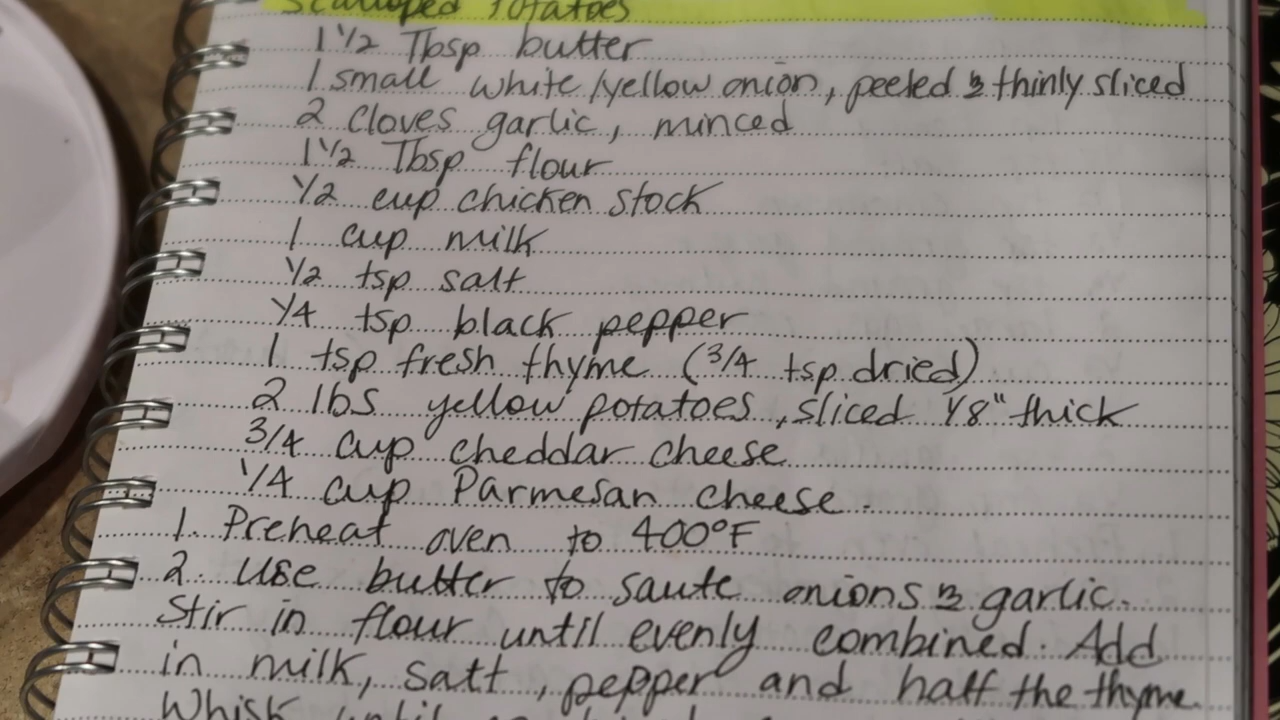 Scalloped Potatoes
1 1/2 Tbsp butter
1 small white/yellow onion, peeled & thinly sliced
2 cloves garlic, minced
1 1/2 Tbsp flour
1/2 cup chicken stock
1 cup milk
1/2 tsp salt
1/4 tsp black pepper
1 tsp fresh thyme (3/4 tsp dried)
2 lbs yellow potatoes, sliced 1/8" thick
3/4 cup cheddar cheese
1/4 cup Parmesan cheese.
1. Preheat oven to 400°F
2. Use butter to saute onions & garlic.
Stir in flour until evenly combined. Add
in milk, salt, pepper and half the thyme.
Whisk until